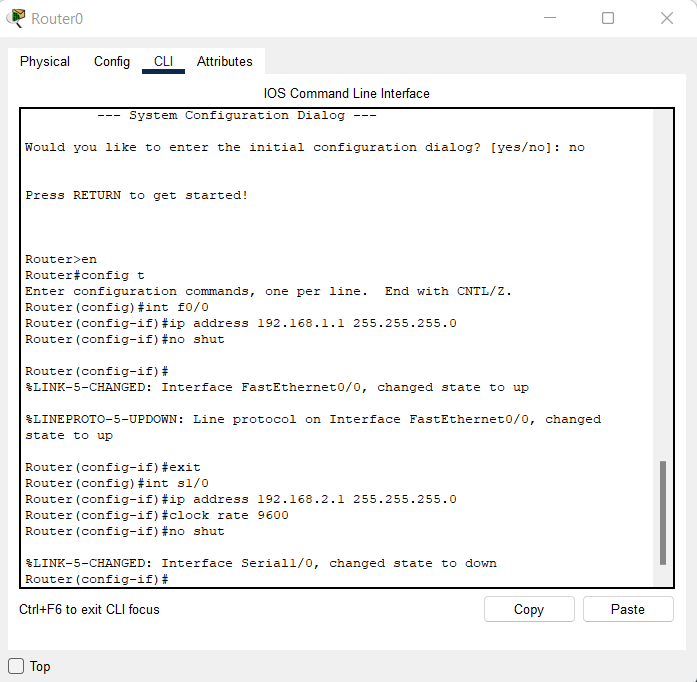 Router0
Physical Config CLI Attributes
IOS Command Line Interface
--- System Configuration Dialog ---
Would you like to enter the initial configuration dialog? [yes/no]: no
Press RETURN to get started!
Router>en
Router#config t
Enter configuration commands, one per line.  End with CNTL/Z.
Router(config)#int f0/0
Router(config-if)#ip address 192.168.1.1 255.255.255.0
Router(config-if)#no shut
Router(config-if)#
%LINK-5-CHANGED: Interface FastEthernet0/0, changed state to up
%LINEPROTO-5-UPDOWN: Line protocol on Interface FastEthernet0/0, changed
state to up
Router(config-if)#exit
Router(config)#int s1/0
Router(config-if)#ip address 192.168.2.1 255.255.255.0
Router(config-if)#clock rate 9600
Router(config-if)#no shut
%LINK-5-CHANGED: Interface Serial1/0, changed state to down
Router(config-if)#
Ctrl+F6 to exit CLI focus
Copy Paste
Top